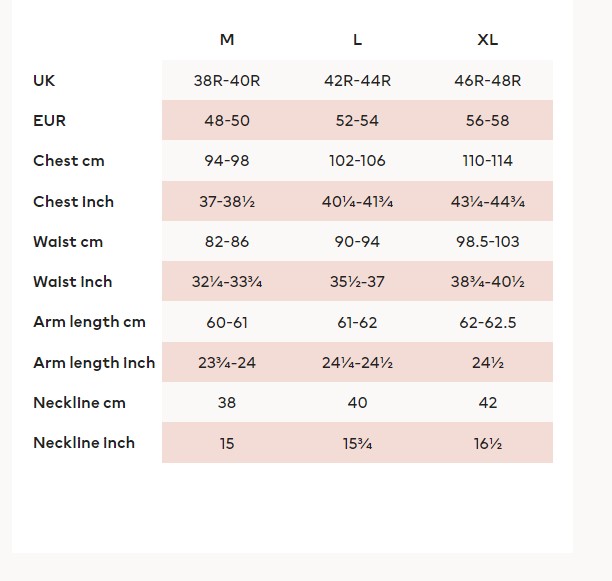 M L XL
UK 38R-40R 42R-44R 46R-48R
EUR 48-50 52-54 56-58
Chest cm 94-98 102-106 110-114
Chest Inch 37-38½ 40¼-41¾ 43¼-44¾
Waist cm 82-86 90-94 98.5-103
Waist Inch 32¼-33¾ 35½-37 38¾-40½
Arm length cm 60-61 61-62 62-62.5
Arm length Inch 23¾-24 24¼-24½ 24½
Neckline cm 38 40 42
Neckline Inch 15 15¾ 16½